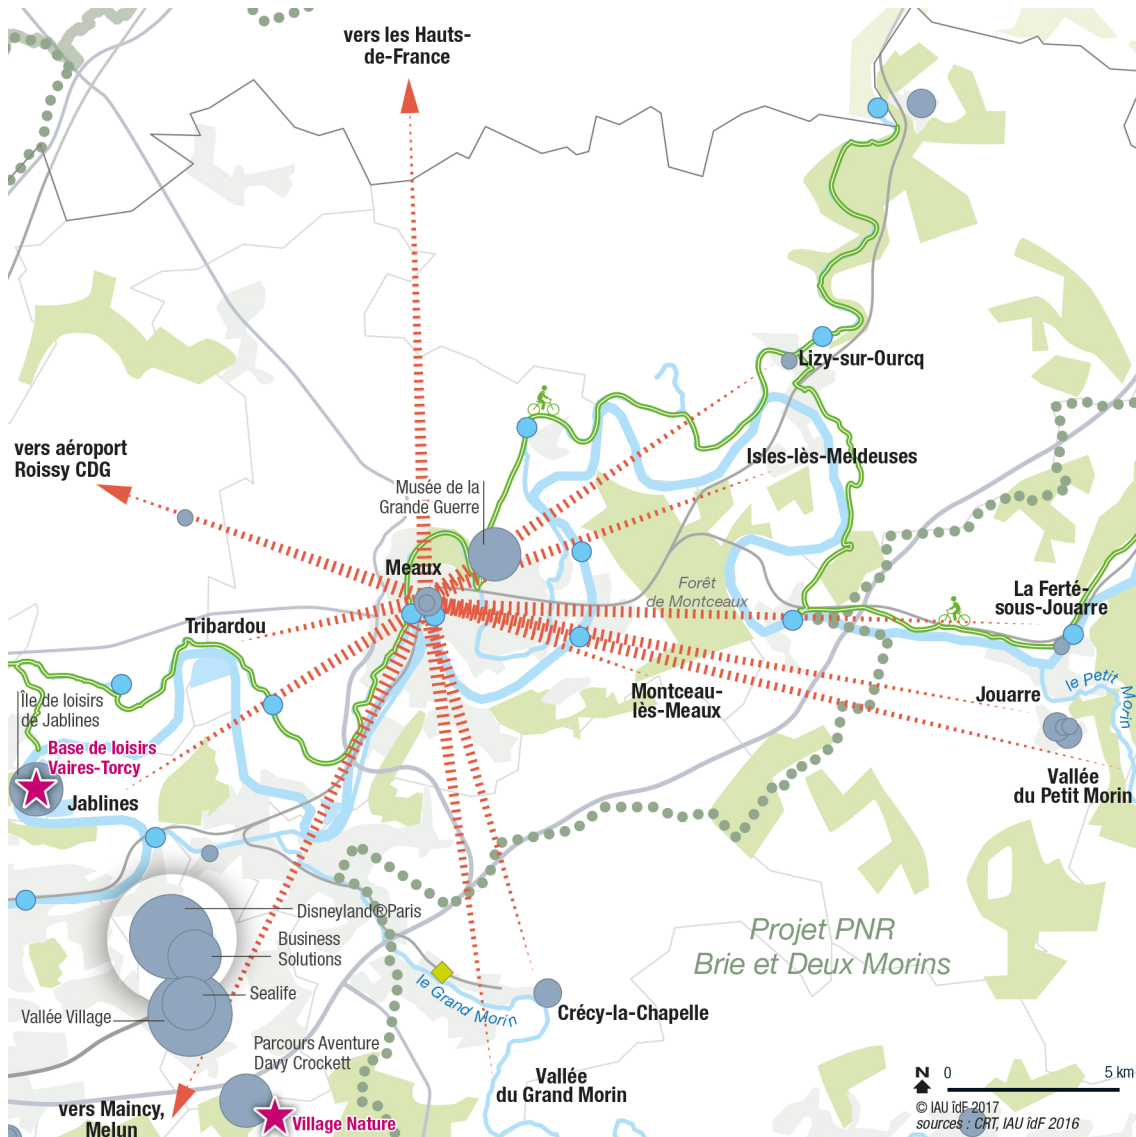 vers les Hauts-
de-France
Lizy-sur-Ourcq
vers aéroport
Roissy CDG
Isles-lès-Meldeuses
Musée de la
Grande Guerre
Meaux
Forêt
de Montceaux
La Ferté-
sous-Jouarre
Tribardou
le Petit Morin
Jouarre
Montceau-
lès-Meaux
Île de loisirs
de Jablines
Base de loisirs
Vaires-Torcy
Jablines
Vallée
du Petit Morin
Disneyland®Paris
Business
Solutions
Projet PNR
Brie et Deux Morins
Sealife
le Grand Morin
Vallée Village
Crécy-la-Chapelle
Parcours Aventure
Davy Crockett
Vallée
du Grand Morin
vers Maincy,
Melun
Village Nature
N 0 5 km
© IAU îdF 2017
sources : CRT, IAU îdF 2016